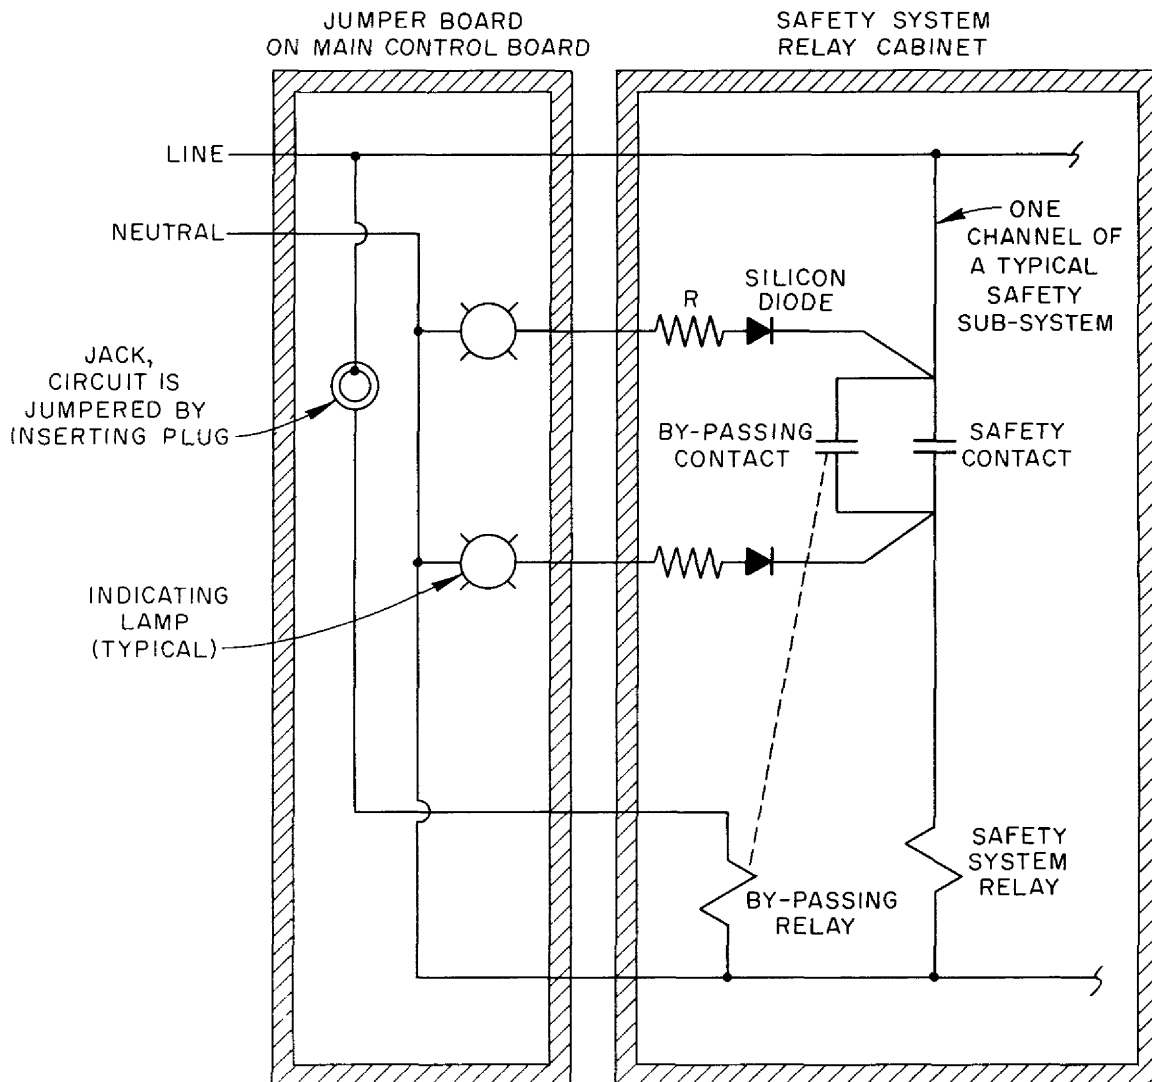 JUMPER BOARD
ON MAIN CONTROL BOARD
SAFETY SYSTEM
RELAY CABINET
LINE
NEUTRAL
ONE
CHANNEL OF
A TYPICAL
SAFETY
SUB-SYSTEM
R
SILICON
DIODE
JACK,
CIRCUIT IS
JUMPERED BY
INSERTING PLUG
BY-PASSING
CONTACT
SAFETY
CONTACT
INDICATING
LAMP
(TYPICAL)
BY-PASSING
RELAY
SAFETY
SYSTEM
RELAY